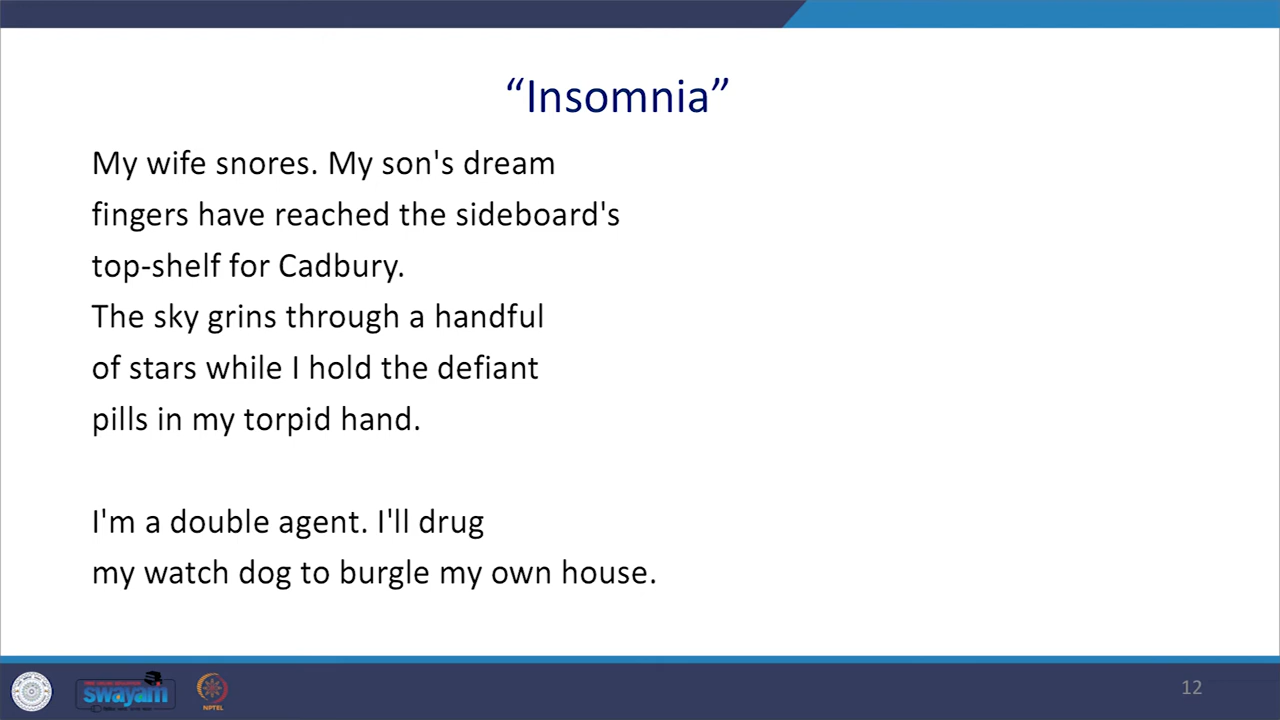 “Insomnia”
My wife snores. My son's dream
fingers have reached the sideboard's
top-shelf for Cadbury.
The sky grins through a handful
of stars while I hold the defiant
pills in my torpid hand.
I'm a double agent. I'll drug
my watch dog to burgle my own house.
swayam
NPTEL
12